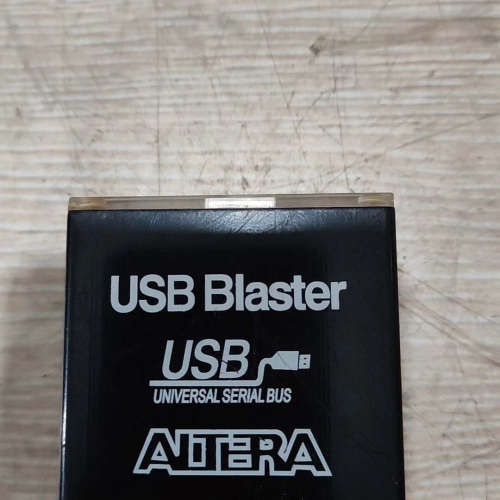 USB Blaster
USB
UNIVERSAL SERIAL BUS
ALTERA